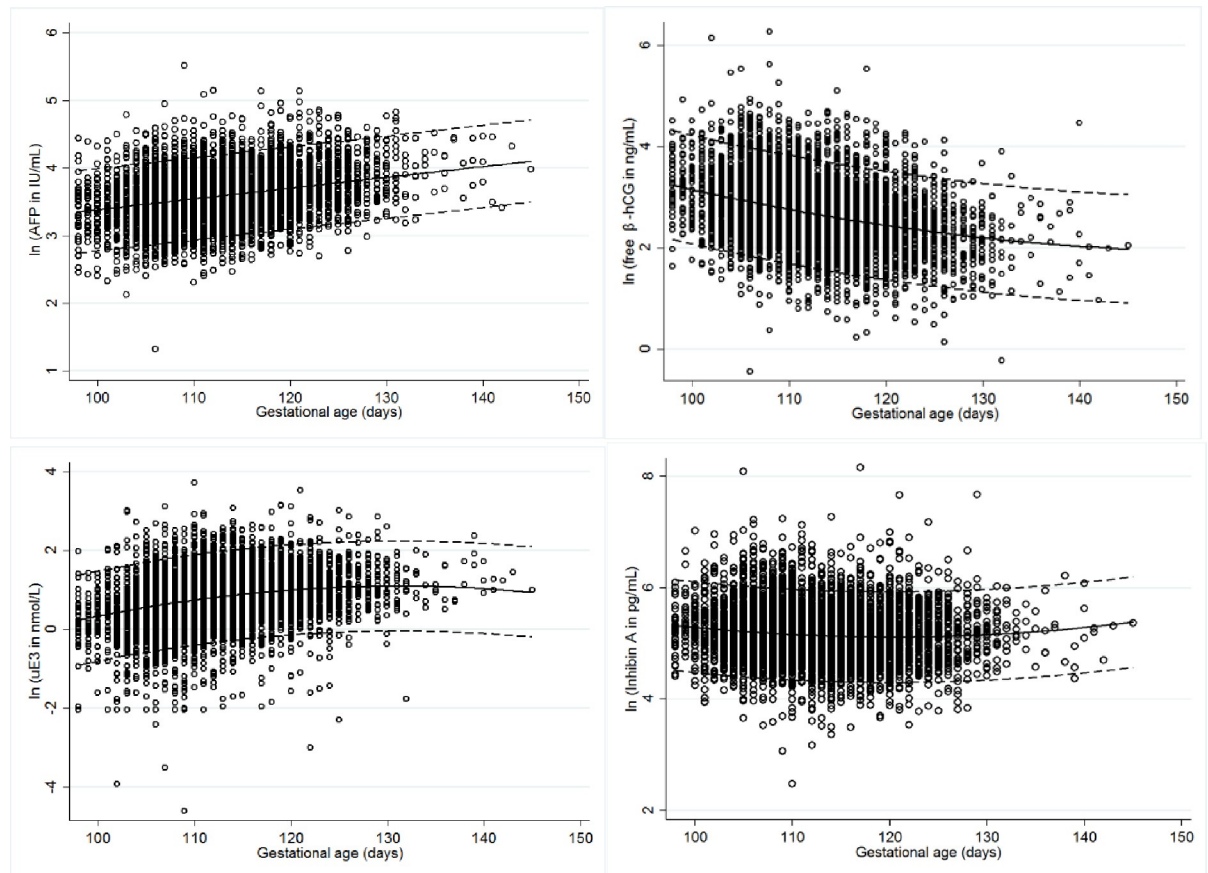 ln (AFP in IU/mL)
6
5
4
3
2
1
100 110 120 130 140 150
Gestational age (days)
ln (free β -hCG in ng/mL)
6
4
2
0
100 110 120 130 140 150
Gestational age (days)
ln (uE3 in nmol/L)
4
2
0
-2
-4
100 110 120 130 140 150
Gestational age (days)
ln (Inhibin A in pg/mL)
8
6
4
2
100 110 120 130 140 150
Gestational age (days)